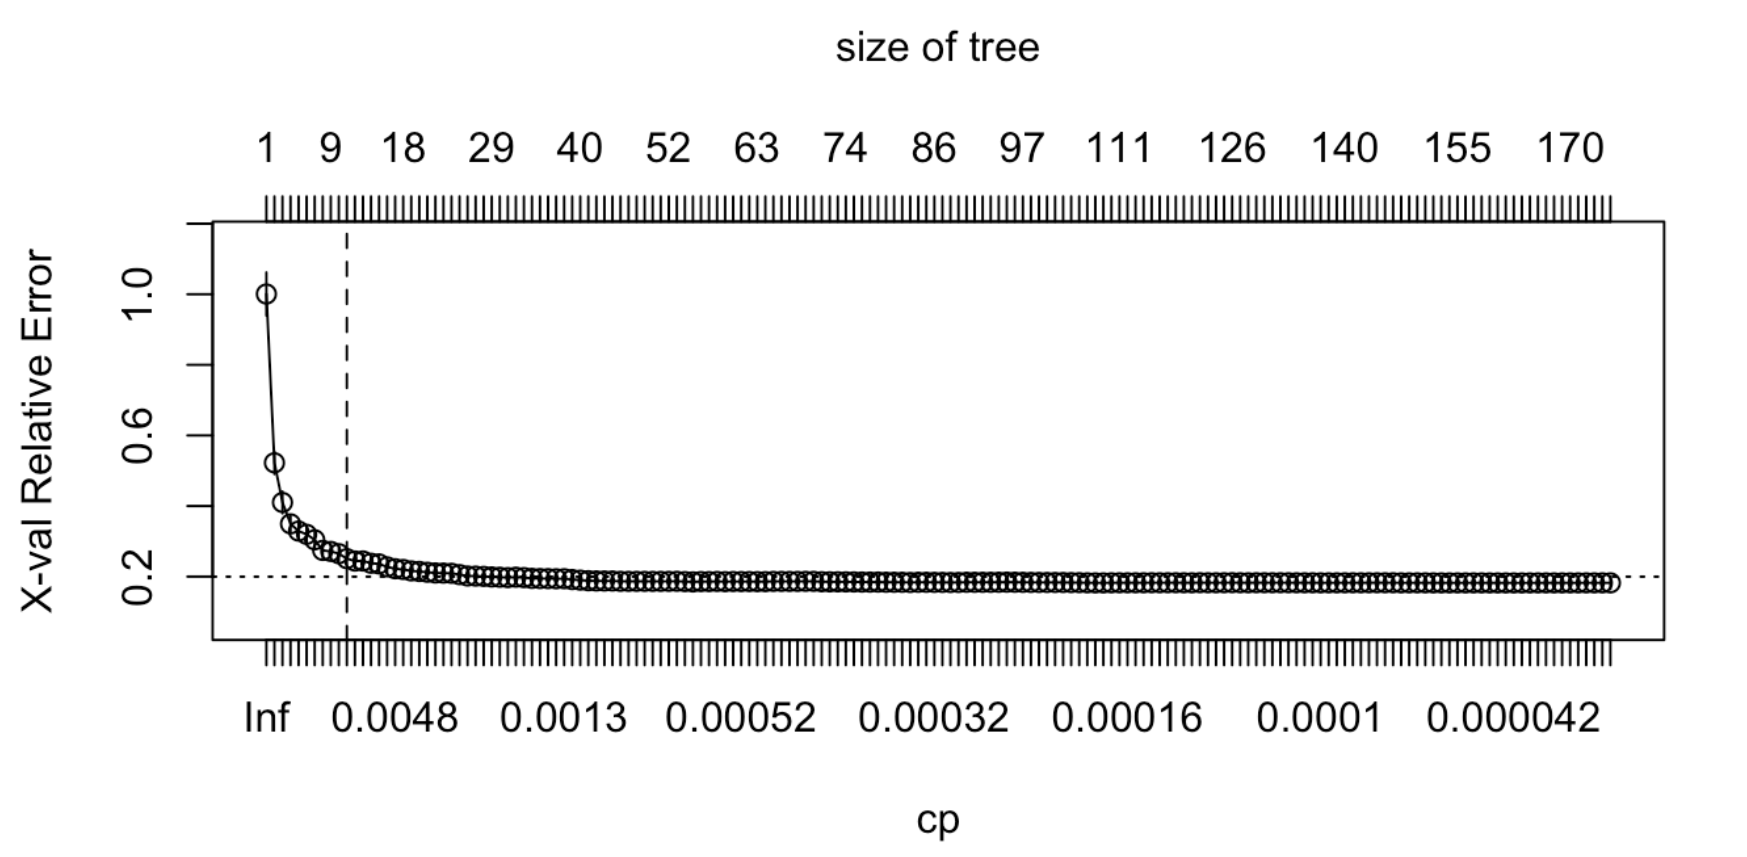 size of tree
1 9 18 29 40 52 63 74 86 97 111 126 140 155 170
X-val Relative Error
1.0
0.6
0.2
Inf 0.0048 0.0013 0.00052 0.00032 0.00016 0.0001 0.000042
cp